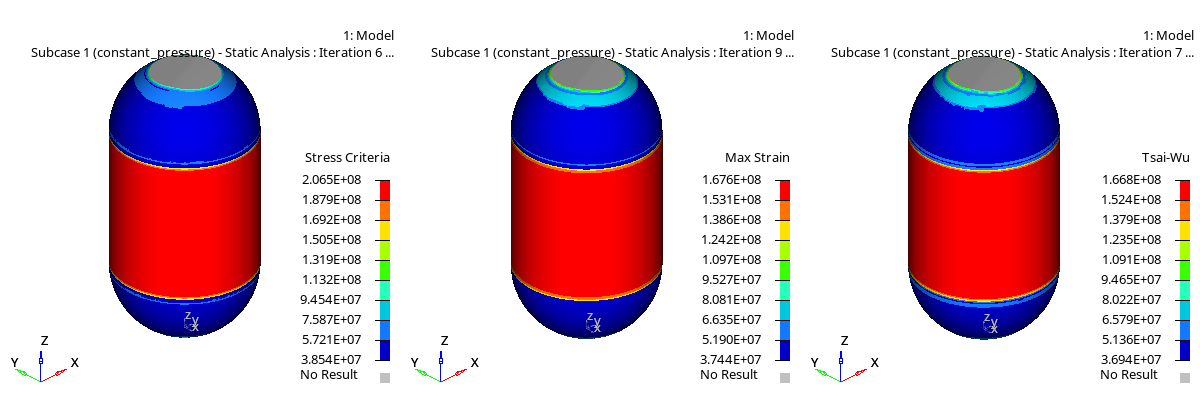 1: Model
Subcase 1 (constant_pressure) - Static Analysis : Iteration 6 ...
Stress Criteria
2.065E+08
1.879E+08
1.692E+08
1.505E+08
1.319E+08
1.132E+08
9.454E+07
7.587E+07
5.721E+07
3.854E+07
No Result
Z
Y
X
Z
Y
X
1: Model
Subcase 1 (constant_pressure) - Static Analysis : Iteration 9 ...
Max Strain
1.676E+08
1.531E+08
1.386E+08
1.242E+08
1.097E+08
9.527E+07
8.081E+07
6.635E+07
5.190E+07
3.744E+07
No Result
Z
Y
X
Z
Y
X
1: Model
Subcase 1 (constant_pressure) - Static Analysis : Iteration 7 ...
Tsai-Wu
1.668E+08
1.524E+08
1.379E+08
1.235E+08
1.091E+08
9.465E+07
8.022E+07
6.579E+07
5.136E+07
3.694E+07
No Result
Z
Y
X
Z
Y
X